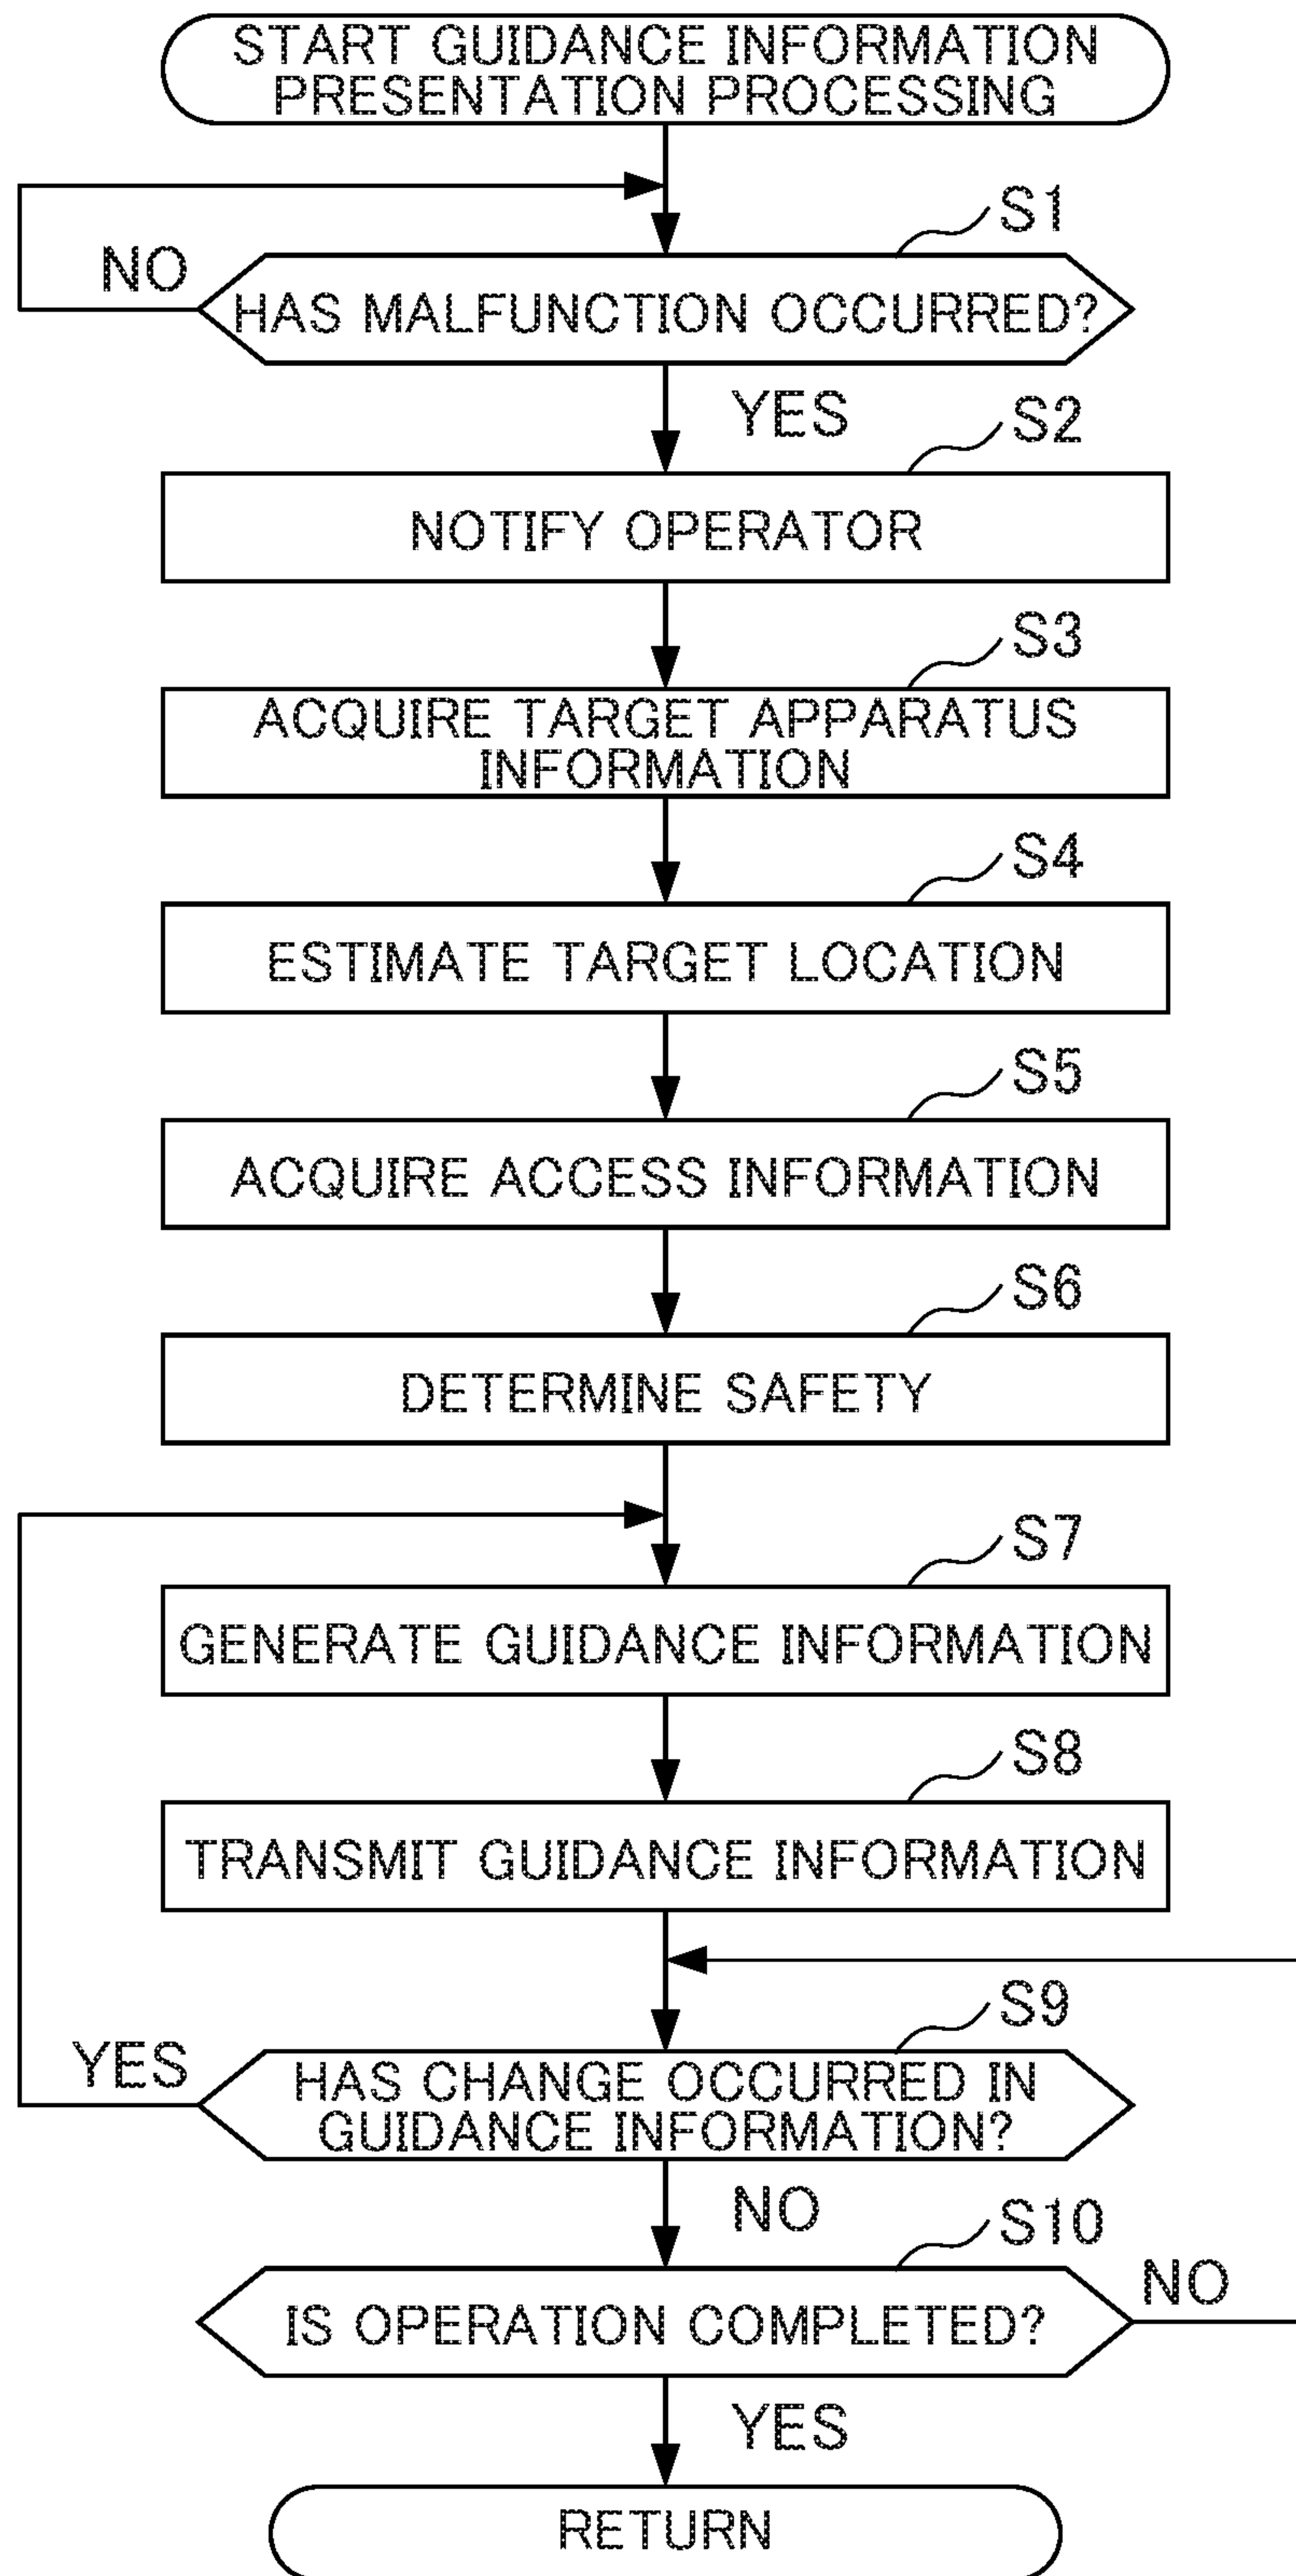 START GUIDANCE INFORMATION
PRESENTATION PROCESSING
S1
NO
HAS MALFUNCTION OCCURRED?
YES
S2
NOTIFY OPERATOR
S3
ACQUIRE TARGET APPARATUS
INFORMATION
S4
ESTIMATE TARGET LOCATION
S5
ACQUIRE ACCESS INFORMATION
S6
DETERMINE SAFETY
S7
GENERATE GUIDANCE INFORMATION
S8
TRANSMIT GUIDANCE INFORMATION
S9
YES
HAS CHANGE OCCURRED IN
GUIDANCE INFORMATION?
NO
S10
NO
IS OPERATION COMPLETED?
YES
RETURN